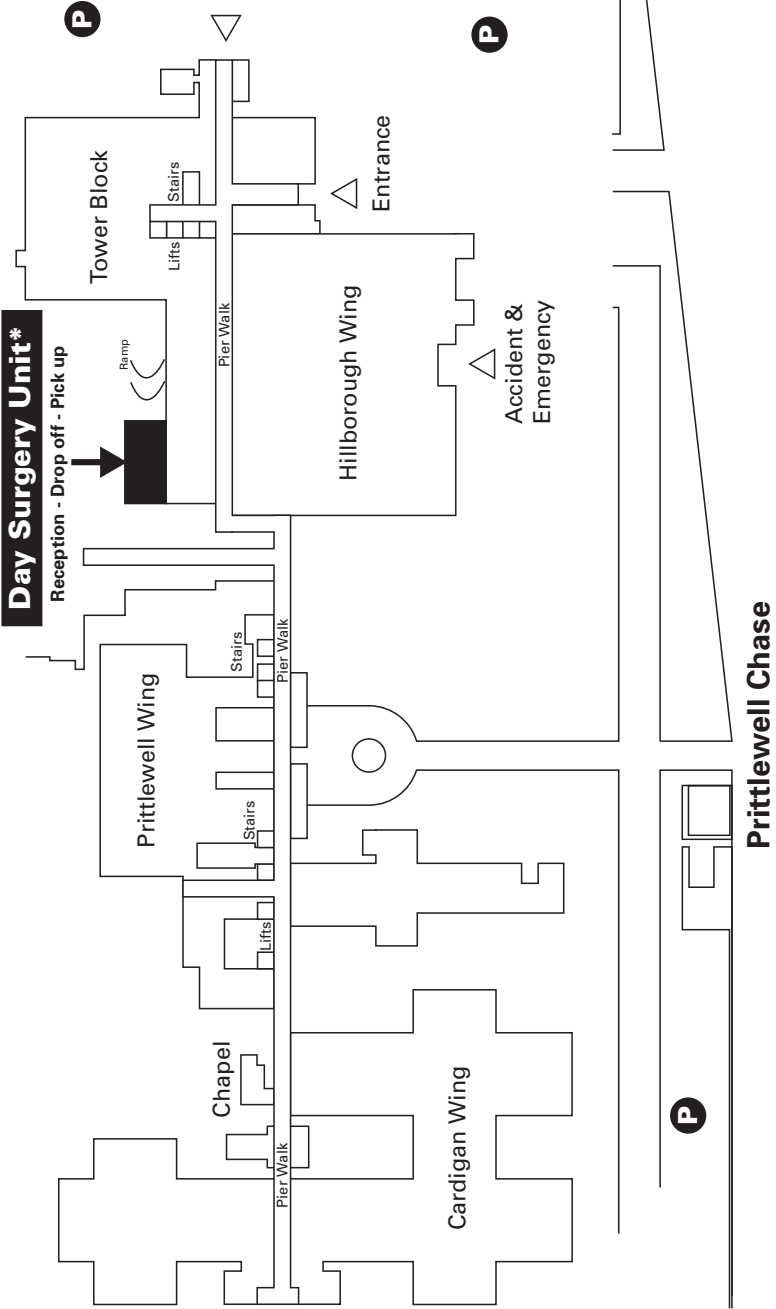 Day Surgery Unit*
Reception - Drop off - Pick up
Ramp
Tower Block
Lifts
Stairs
P
P
Pier Walk
Entrance
Hillborough Wing
Accident &
Emergency
Prittlewell Wing
Stairs
Stairs
Pier Walk
Lifts
Chapel
Pier Walk
Cardigan Wing
P
Prittlewell Chase